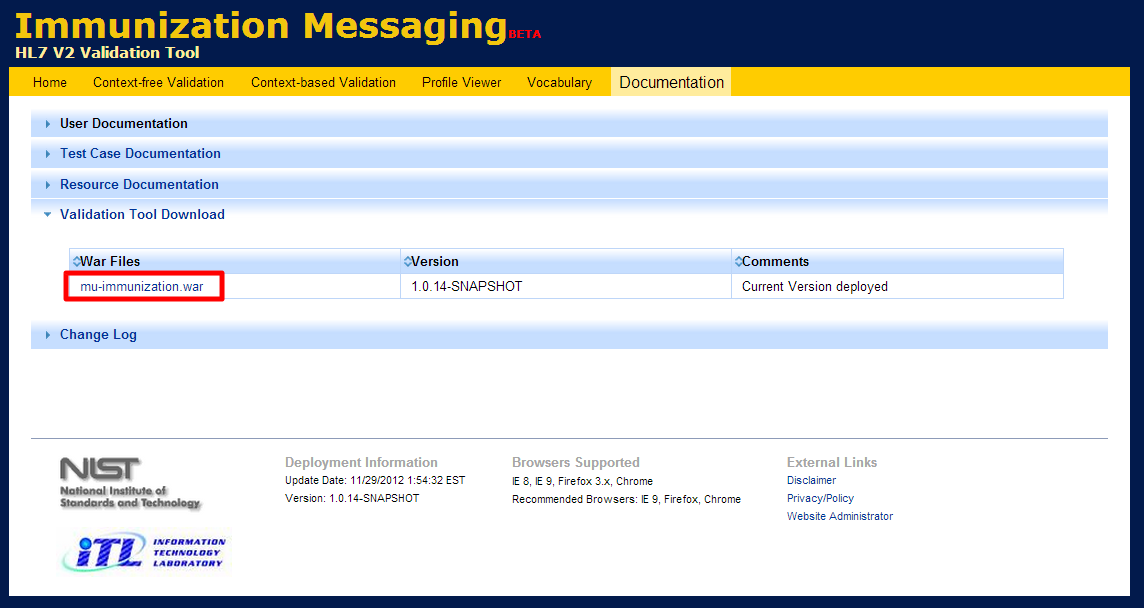 Immunization Messaging BETA
HL7 V2 Validation Tool
Home Context-free Validation Context-based Validation Profile Viewer Vocabulary Documentation
User Documentation
Test Case Documentation
Resource Documentation
Validation Tool Download
War Files Version Comments
mu-immunization.war 1.0.14-SNAPSHOT Current Version deployed
Change Log
NIST
National Institute of
Standards and Technology
Deployment Information
Update Date: 11/29/2012 1:54:32 EST
Version: 1.0.14-SNAPSHOT
Browsers Supported
IE 8, IE 9, Firefox 3.x, Chrome
Recommended Browsers: IE 9, Firefox, Chrome
External Links
Disclaimer
Privacy/Policy
Website Administrator
iTL INFORMATION
TECHNOLOGY
LABORATORY